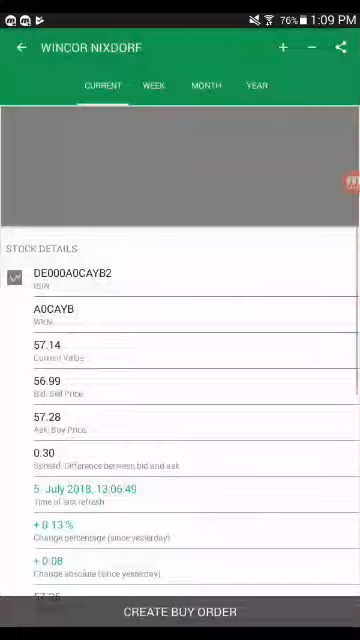 76% 1:09 PM
WINCOR NIXDORF
CURRENT WEEK MONTH YEAR
STOCK DETAILS
DE000A0CAYB2
ISIN
A0CAYB
WKN
57.14
Current Value
56.99
Bid: Sell Price
57.28
Ask: Buy Price
0.30
Spread: Difference between bid and ask
5. July 2018, 13:06:49
Time of last refresh
+ 0.13 %
Change percentage (since yesterday)
+ 0.08
Change absolute (since yesterday)
CREATE BUY ORDER